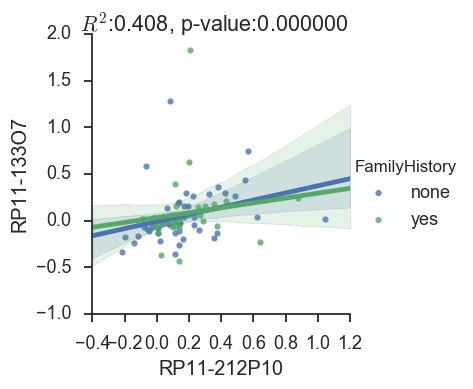 R²:0.408, p-value:0.000000
2.0
1.5
1.0
0.5
0.0
−0.5
−1.0
RP11-133O7
FamilyHistory
none
yes
−0.4 −0.2 0.0 0.2 0.4 0.6 0.8 1.0 1.2
RP11-212P10